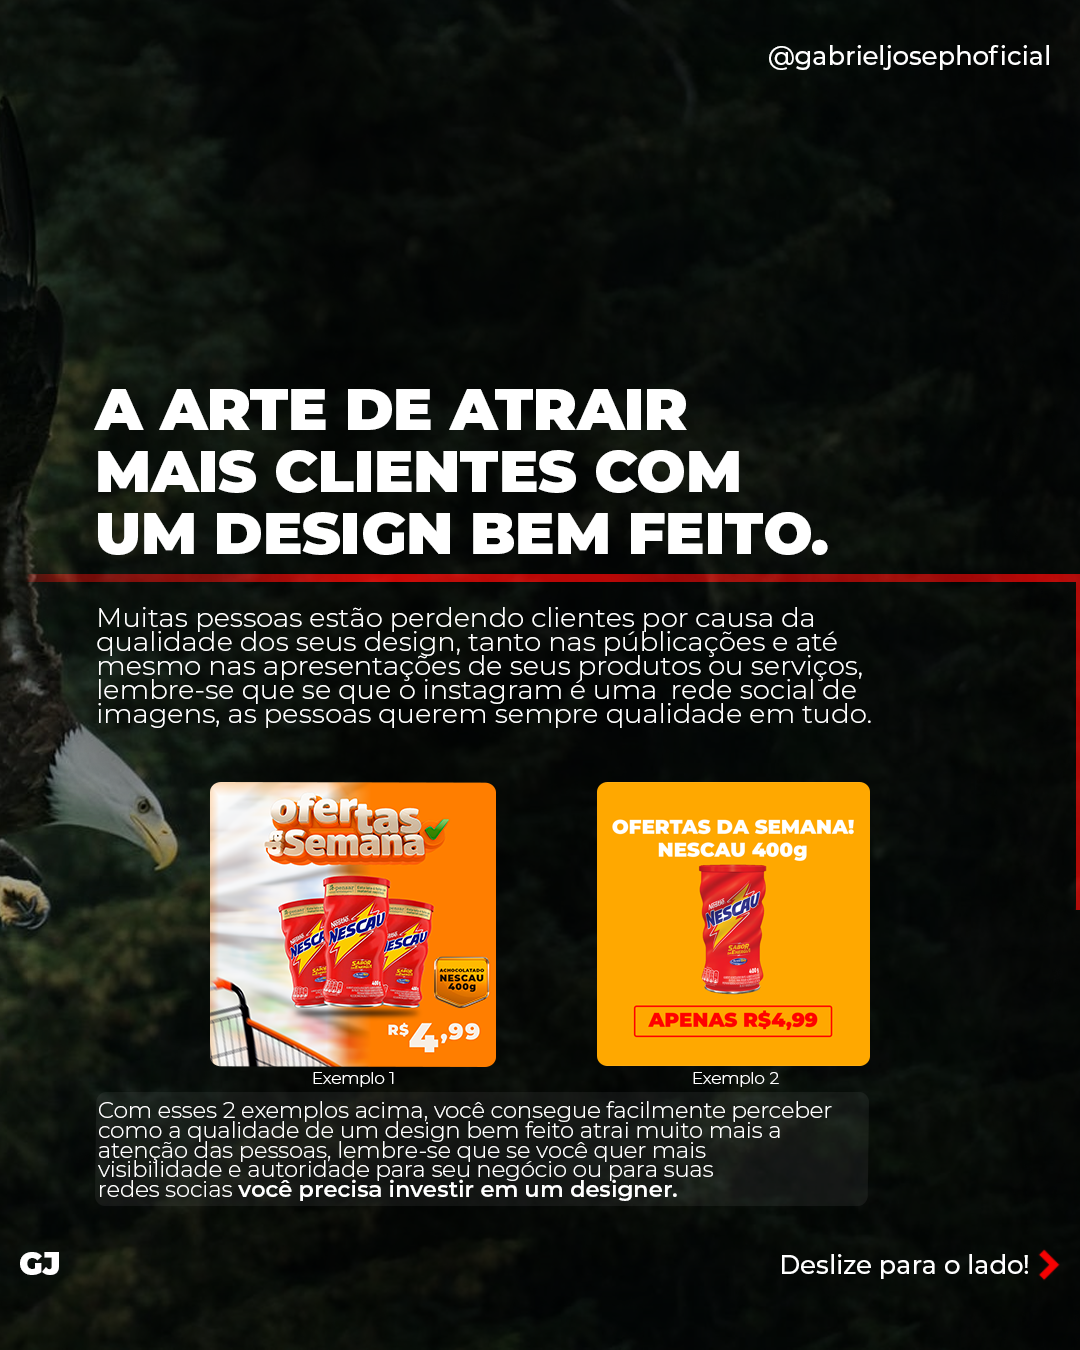 @gabrieljosephoficial
A ARTE DE ATRAIR
MAIS CLIENTES COM
UM DESIGN BEM FEITO.
Muitas pessoas estão perdendo clientes por causa da
qualidade dos seus design, tanto nas públicações e até
mesmo nas apresentações de seus produtos ou serviços,
lembre-se que se que o instagram é uma rede social de
imagens, as pessoas querem sempre qualidade em tudo.
ofertas
da Semana
NESCAU
NESCAU
NESCAU
SABOR
ACHOCOLATADO
NESCAU
400g
R$4,99
Exemplo 1
OFERTAS DA SEMANA!
NESCAU 400g
Nestlé
NESCAU
SABOR
400g
APENAS R$4,99
Exemplo 2
Com esses 2 exemplos acima, você consegue facilmente perceber
como a qualidade de um design bem feito atrai muito mais a
atenção das pessoas, lembre-se que se você quer mais
visibilidade e autoridade para seu negócio ou para suas
redes socias você precisa investir em um designer.
GJ
Deslize para o lado!